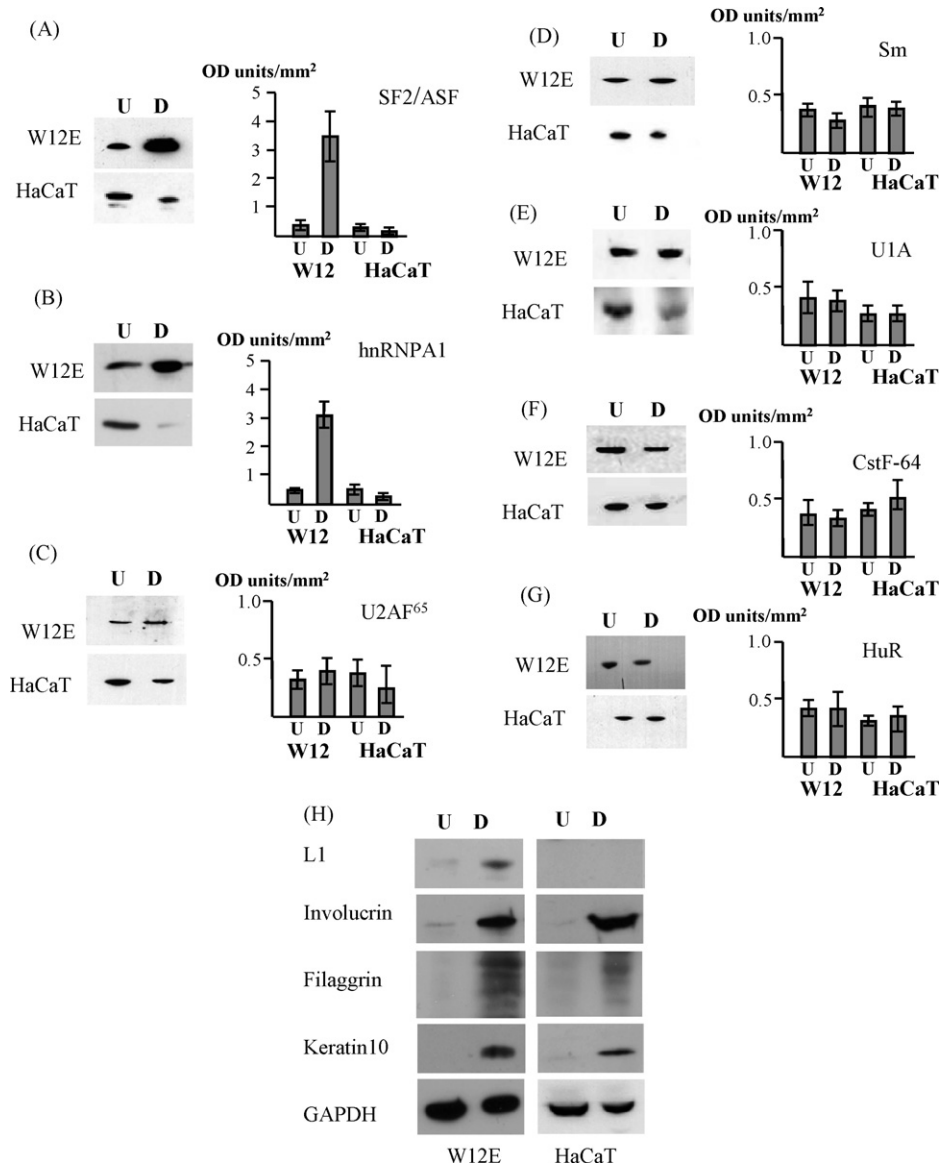 (A)
U D
W12E
HaCaT
OD units/mm²
SF2/ASF
5
4
3
2
1
U D U D
W12 HaCaT
(B)
U D
W12E
HaCaT
OD units/mm²
hnRNPA1
5
4
3
2
1
U D U D
W12 HaCaT
(C)
U D
W12E
HaCaT
OD units/mm²
U2AF⁶⁵
1.0
0.5
U D U D
W12 HaCaT
(D)
U D
W12E
HaCaT
OD units/mm²
Sm
1.0
0.5
U D U D
W12 HaCaT
(E)
U D
W12E
HaCaT
OD units/mm²
U1A
1.0
0.5
U D U D
W12 HaCaT
(F)
U D
W12E
HaCaT
OD units/mm²
CstF-64
1.0
0.5
U D U D
W12 HaCaT
(G)
U D
W12E
HaCaT
OD units/mm²
HuR
1.0
0.5
U D U D
W12 HaCaT
(H)
U D U D
L1
Involucrin
Filaggrin
Keratin10
GAPDH
W12E HaCaT